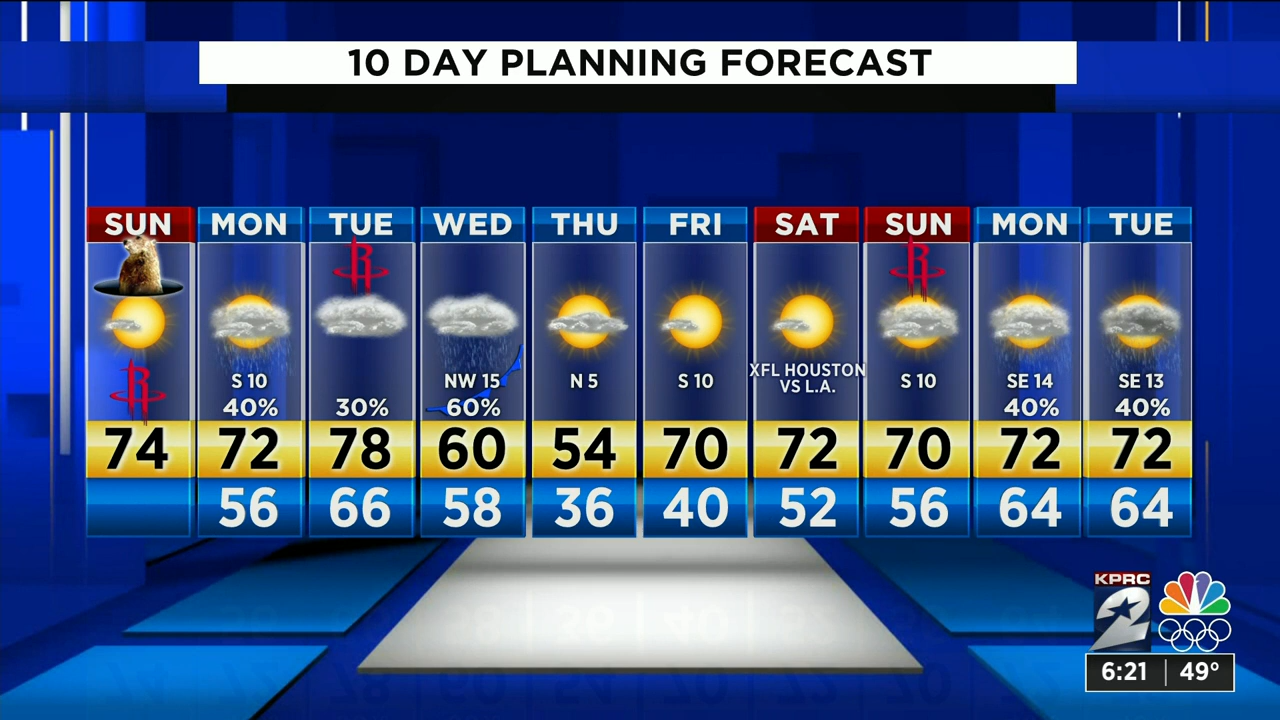 10 DAY PLANNING FORECAST
SUN MON TUE WED THU FRI SAT SUN MON TUE
R R
XFL HOUSTON
VS L.A.
S 10 NW 15 N 5 S 10 S 10 SE 14 SE 13
R
40% 30% 60% 40% 40%
74 72 78 60 54 70 72 70 72 72
56 66 58 36 40 52 56 64 64
KPRC
2
6:21 49°